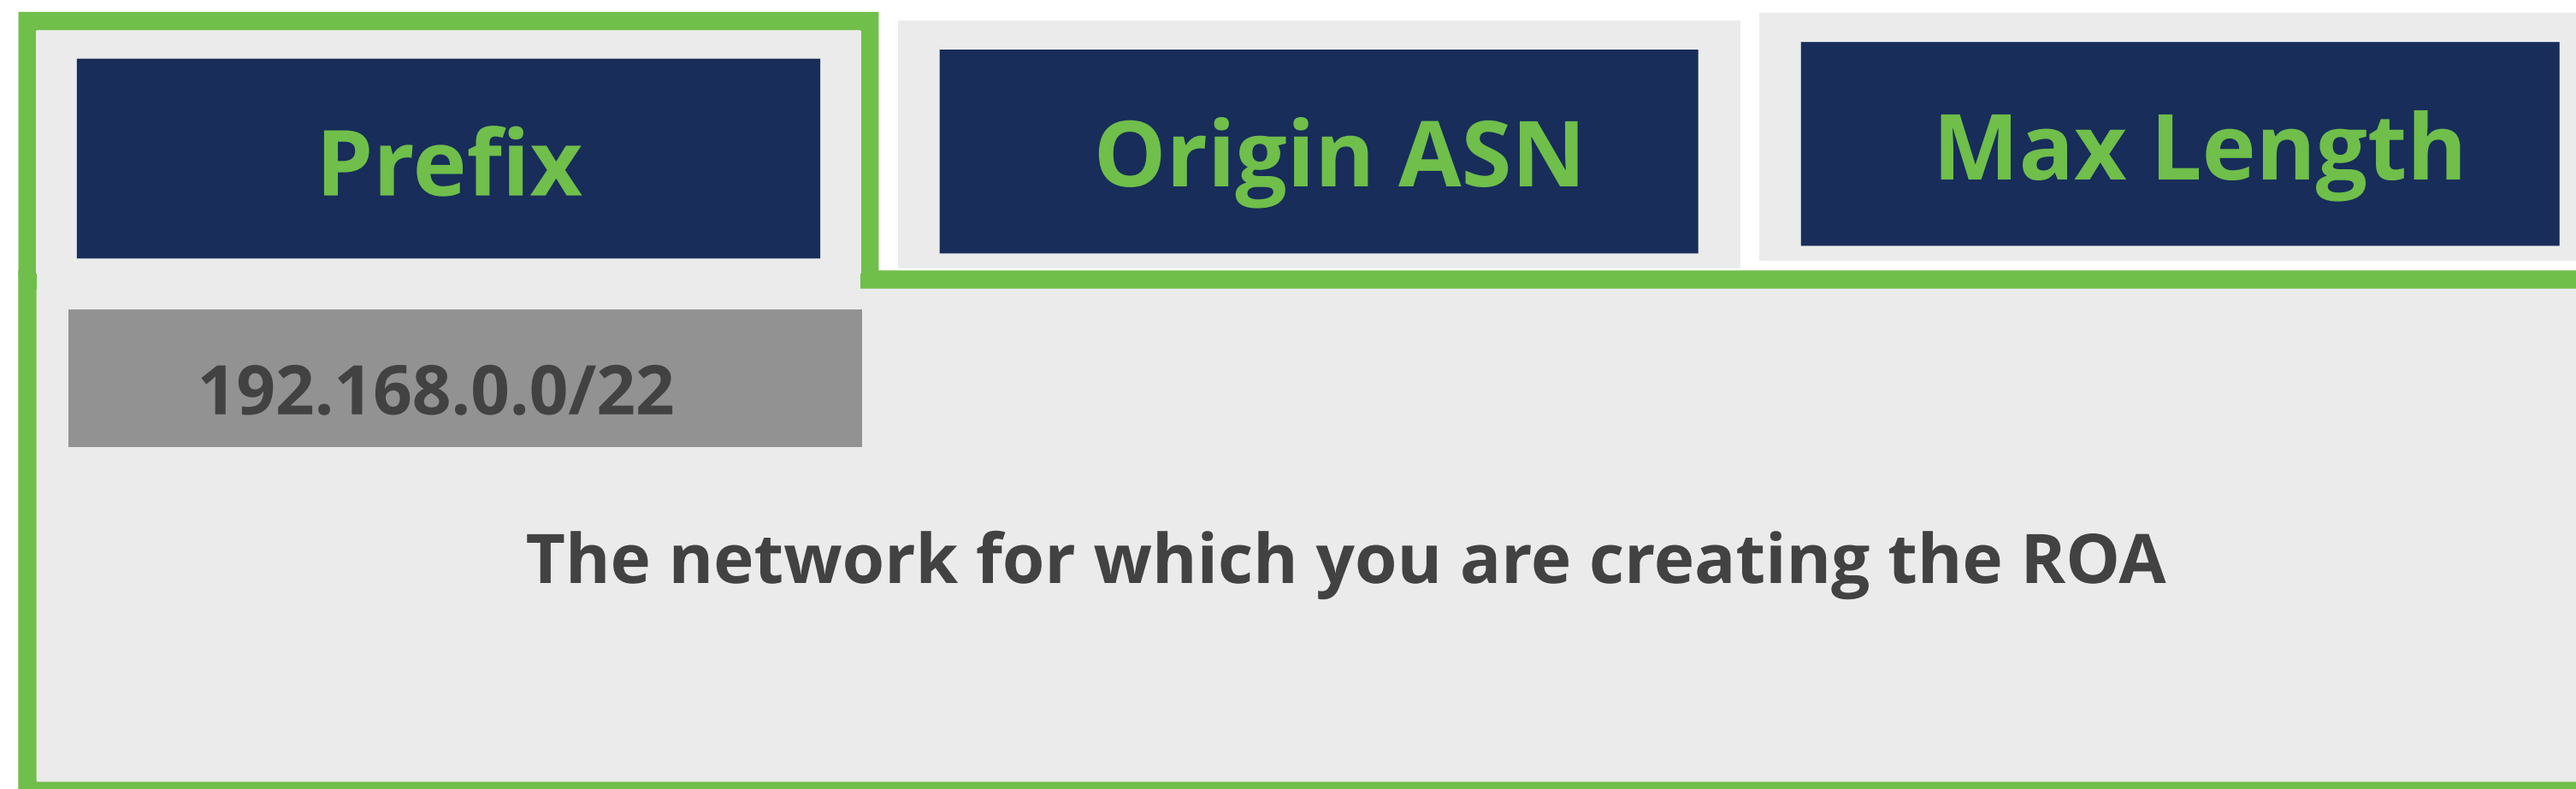 Prefix
Origin ASN
Max Length
192.168.0.0/22
The network for which you are creating the ROA